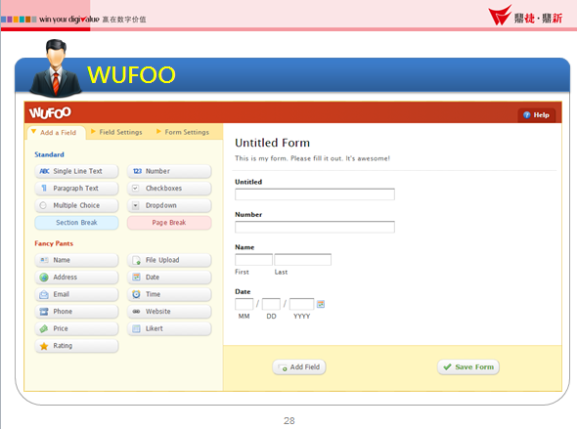 win your digi value 赢在数字价值
鼎捷·鼎新
WUFOO
WUFOO
Help
Add a Field
Field Settings
Form Settings
Standard
ABC Single Line Text
123 Number
Paragraph Text
Checkboxes
Multiple Choice
Dropdown
Section Break
Page Break
Fancy Pants
Name
File Upload
Address
Date
Email
Time
Phone
Website
Price
Likert
Rating
Untitled Form
This is my form. Please fill it out. It's awesome!
Untitled
Number
Name
First Last
Date
/ /
MM DD YYYY
Add Field
Save Form
28